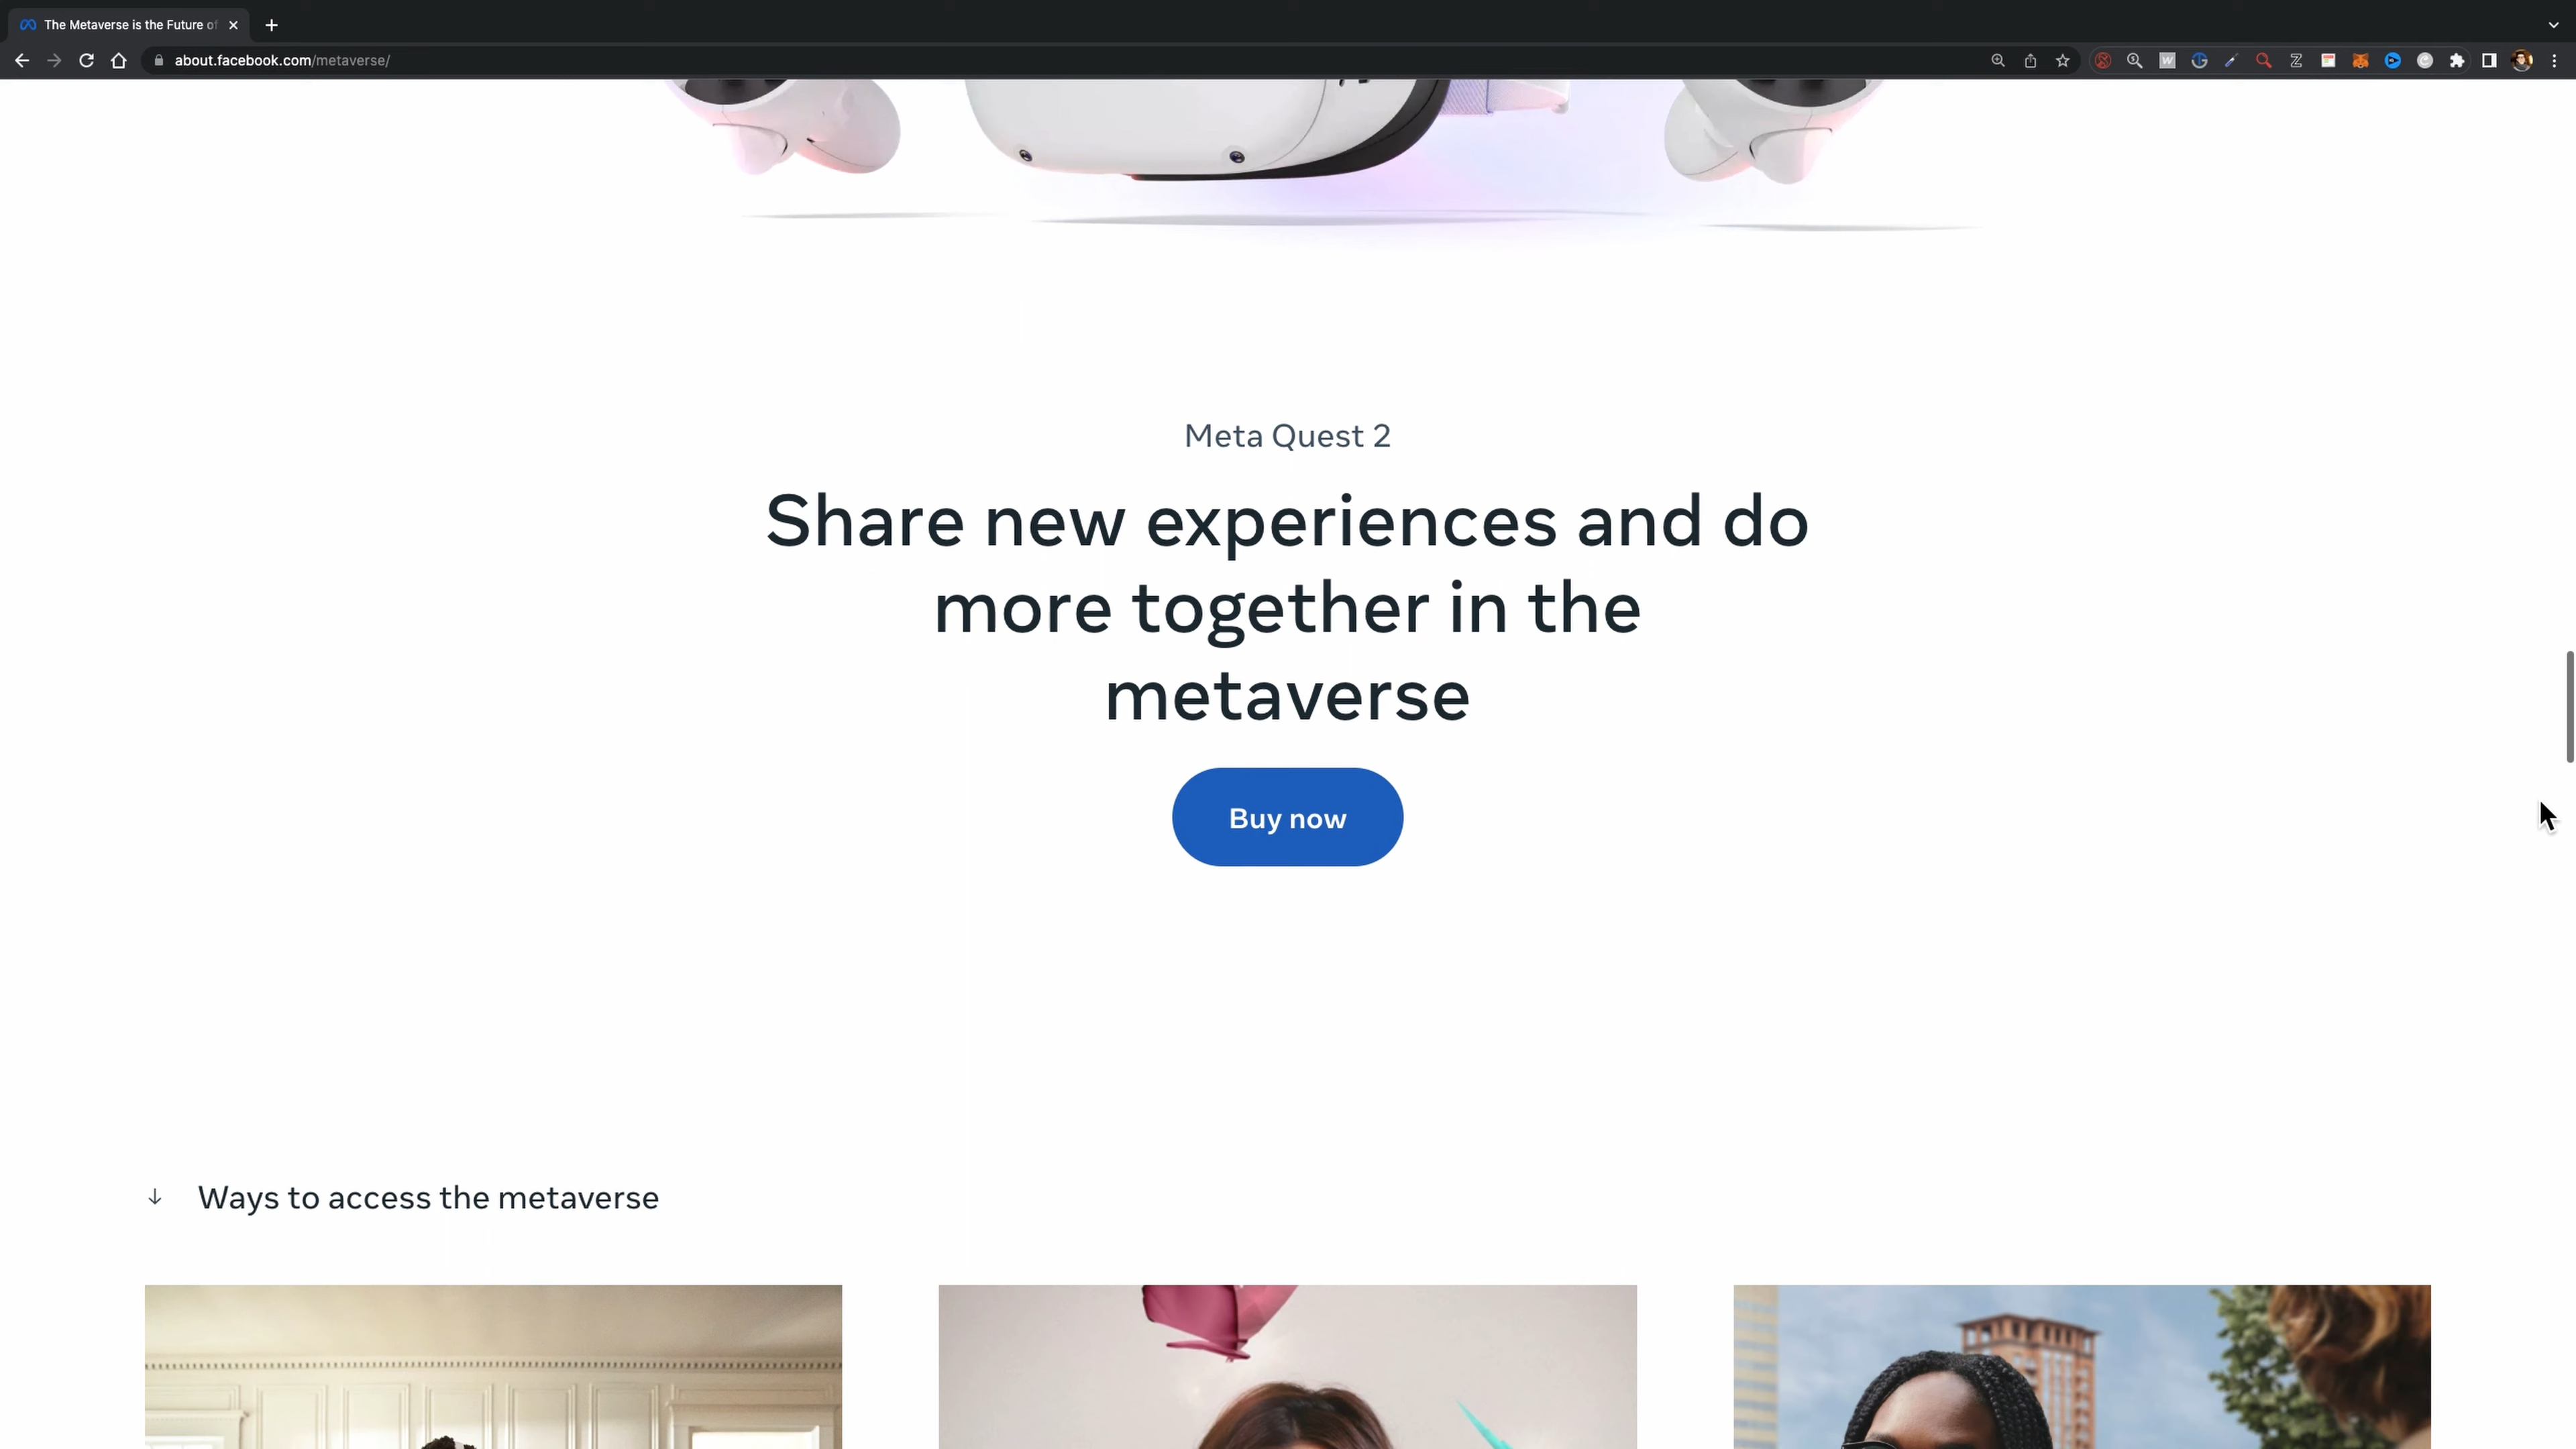 The Metaverse is the Future of
about.facebook.com/metaverse/
Meta Quest 2
Share new experiences and do
more together in the
metaverse
Buy now
Ways to access the metaverse